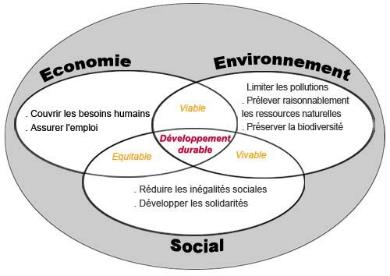 Economie
Environnement
. Couvrir les besoins humains
. Assurer l'emploi
Viable
Limiter les pollutions
. Prélever raisonnablement
les ressources naturelles
. Préserver la biodiversité
Développement
durable
Equitable
Vivable
. Réduire les inégalités sociales
. Développer les solidarités
Social